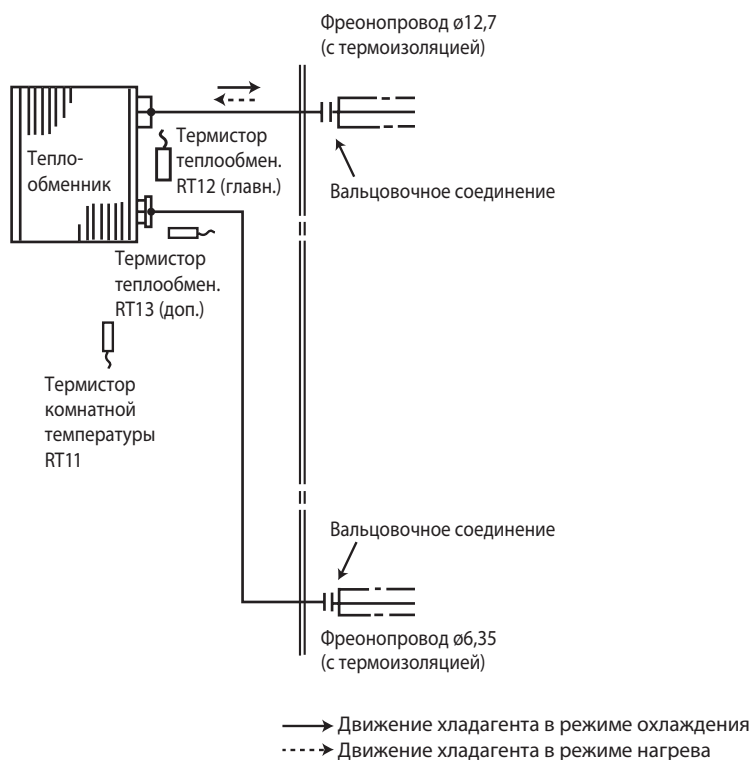 Фреонопровод ø12,7
(с термоизоляцией)
Тепло-
обменник
Термистор
теплообмен.
RT12 (главн.)
Вальцовочное соединение
Термистор
теплообмен.
RT13 (доп.)
Термистор
комнатной
температуры
RT11
Вальцовочное соединение
Фреонопровод ø6,35
(с термоизоляцией)
Движение хладагента в режиме охлаждения
Движение хладагента в режиме нагрева